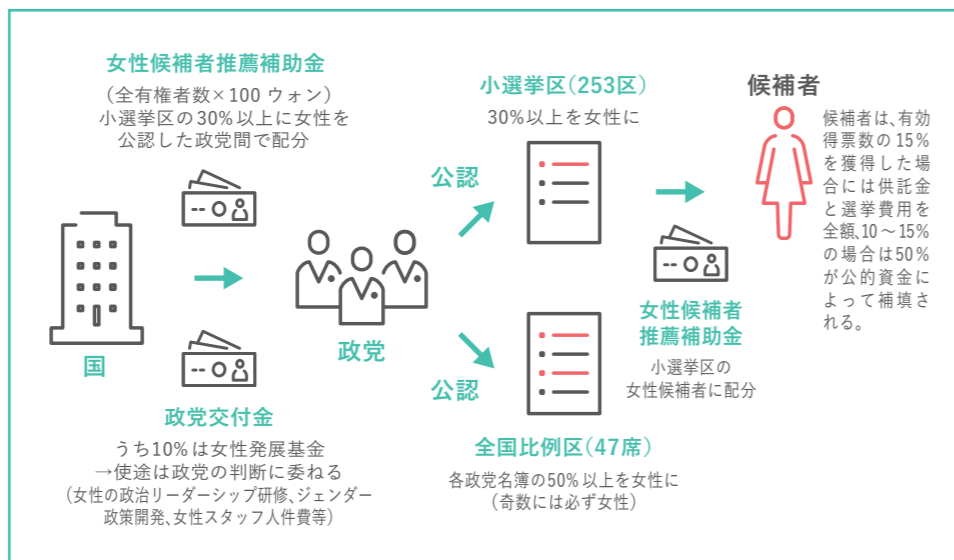 女性候補者推薦補助金
（全有権者数×100 ウォン）
小選挙区の30%以上に女性を
公認した政党間で配分
国
政党交付金
うち10%は女性発展基金
→使途は政党の判断に委ねる
（女性の政治リーダーシップ研修、ジェンダー
政策開発、女性スタッフ人件費等）
政党
公認
公認
小選挙区（253区）
30%以上を女性に
全国比例区（47席）
各政党名簿の50%以上を女性に
（奇数には必ず女性）
女性候補者
推薦補助金
小選挙区の
女性候補者に配分
候補者
候補者は、有効
得票数の15%
を獲得した場
合には供託金
と選挙費用を
全額、10〜15%
の場合は50%
が公的資金に
よって補填さ
れる。